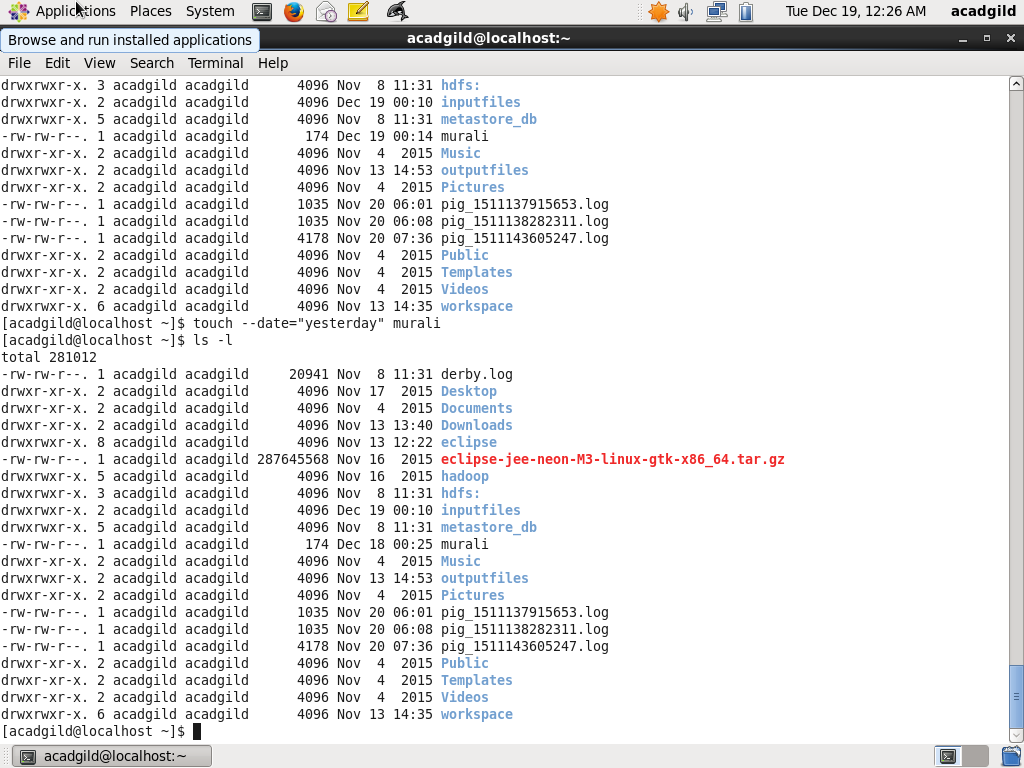 Applications Places System Tue Dec 19, 12:26 AM acadgild
Browse and run installed applications acadgild@localhost:~
File Edit View Search Terminal Help
drwxrwxr-x. 3 acadgild acadgild      4096 Nov  8 11:31 hdfs:
drwxrwxr-x. 2 acadgild acadgild      4096 Dec 19 00:10 inputfiles
drwxrwxr-x. 5 acadgild acadgild      4096 Nov  8 11:31 metastore_db
-rw-rw-r--. 1 acadgild acadgild       174 Dec 19 00:14 murali
drwxr-xr-x. 2 acadgild acadgild      4096 Nov  4  2015 Music
drwxrwxr-x. 2 acadgild acadgild      4096 Nov 13 14:53 outputfiles
drwxr-xr-x. 2 acadgild acadgild      4096 Nov  4  2015 Pictures
-rw-rw-r--. 1 acadgild acadgild      1035 Nov 20 06:01 pig_1511137915653.log
-rw-rw-r--. 1 acadgild acadgild      1035 Nov 20 06:08 pig_1511138282311.log
-rw-rw-r--. 1 acadgild acadgild      4178 Nov 20 07:36 pig_1511143605247.log
drwxr-xr-x. 2 acadgild acadgild      4096 Nov  4  2015 Public
drwxr-xr-x. 2 acadgild acadgild      4096 Nov  4  2015 Templates
drwxr-xr-x. 2 acadgild acadgild      4096 Nov  4  2015 Videos
drwxrwxr-x. 6 acadgild acadgild      4096 Nov 13 14:35 workspace
[acadgild@localhost ~]$ touch --date="yesterday" murali
[acadgild@localhost ~]$ ls -l
total 281012
-rw-rw-r--. 1 acadgild acadgild     20941 Nov  8 11:31 derby.log
drwxr-xr-x. 2 acadgild acadgild      4096 Nov 17  2015 Desktop
drwxr-xr-x. 2 acadgild acadgild      4096 Nov  4  2015 Documents
drwxr-xr-x. 2 acadgild acadgild      4096 Nov 13 13:40 Downloads
drwxrwxr-x. 8 acadgild acadgild      4096 Nov 13 12:22 eclipse
-rw-rw-r--. 1 acadgild acadgild 287645568 Nov 16  2015 eclipse-jee-neon-M3-linux-gtk-x86_64.tar.gz
drwxrwxr-x. 5 acadgild acadgild      4096 Nov 16  2015 hadoop
drwxrwxr-x. 3 acadgild acadgild      4096 Nov  8 11:31 hdfs:
drwxrwxr-x. 2 acadgild acadgild      4096 Dec 19 00:10 inputfiles
drwxrwxr-x. 5 acadgild acadgild      4096 Nov  8 11:31 metastore_db
-rw-rw-r--. 1 acadgild acadgild       174 Dec 18 00:25 murali
drwxr-xr-x. 2 acadgild acadgild      4096 Nov  4  2015 Music
drwxrwxr-x. 2 acadgild acadgild      4096 Nov 13 14:53 outputfiles
drwxr-xr-x. 2 acadgild acadgild      4096 Nov  4  2015 Pictures
-rw-rw-r--. 1 acadgild acadgild      1035 Nov 20 06:01 pig_1511137915653.log
-rw-rw-r--. 1 acadgild acadgild      1035 Nov 20 06:08 pig_1511138282311.log
-rw-rw-r--. 1 acadgild acadgild      4178 Nov 20 07:36 pig_1511143605247.log
drwxr-xr-x. 2 acadgild acadgild      4096 Nov  4  2015 Public
drwxr-xr-x. 2 acadgild acadgild      4096 Nov  4  2015 Templates
drwxr-xr-x. 2 acadgild acadgild      4096 Nov  4  2015 Videos
drwxrwxr-x. 6 acadgild acadgild      4096 Nov 13 14:35 workspace
[acadgild@localhost ~]$
acadgild@localhost:~